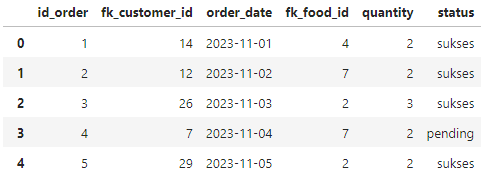 id_order fk_customer_id order_date fk_food_id quantity status
0 1 14 2023-11-01 4 2 sukses
1 2 12 2023-11-02 7 2 sukses
2 3 26 2023-11-03 2 3 sukses
3 4 7 2023-11-04 7 2 pending
4 5 29 2023-11-05 2 2 sukses